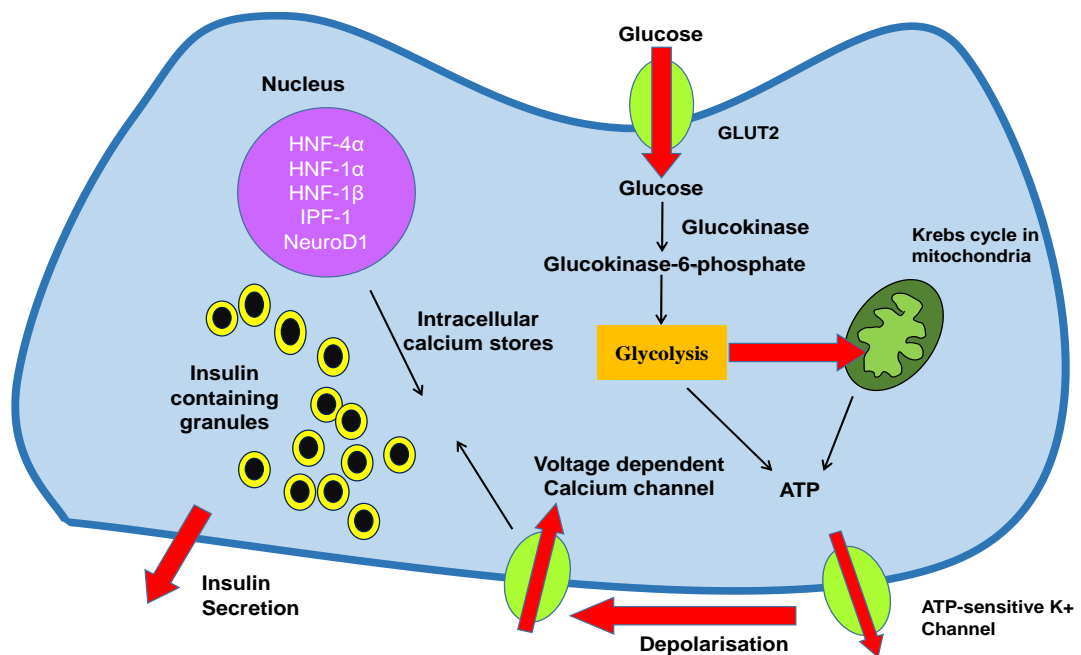 Glucose
Nucleus
GLUT2
HNF-4α
HNF-1α
HNF-1β
IPF-1
NeuroD1
Glucose
Glucokinase
Krebs cycle in
mitochondria
Glucokinase-6-phosphate
Intracellular
calcium stores
Glycolysis
Insulin
containing
granules
Voltage dependent
Calcium channel
ATP
Insulin
Secretion
ATP-sensitive K+
Channel
Depolarisation